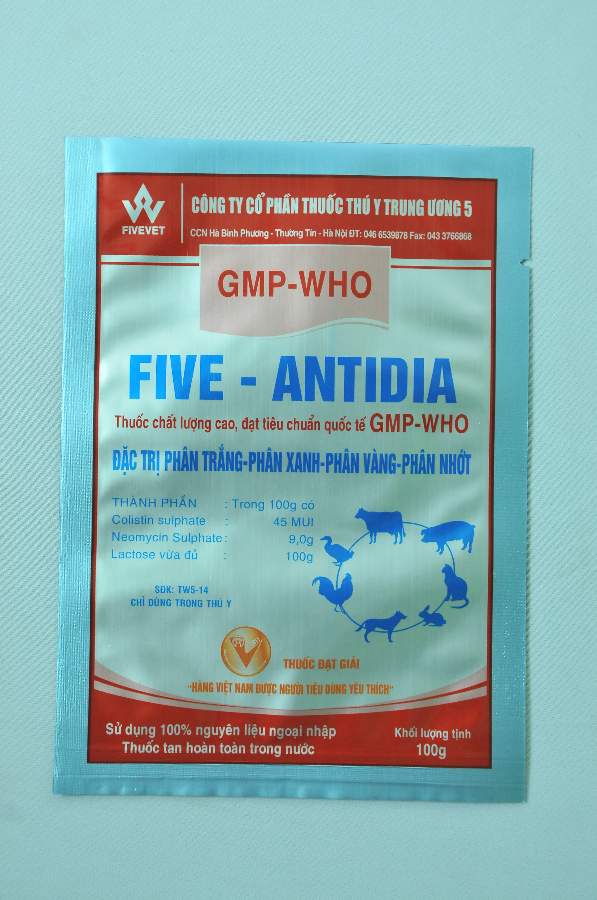 FIVEVET
CÔNG TY CỔ PHẦN THUỐC THÚ Y TRUNG ƯƠNG 5
CCN Hà Bình Phương - Thường Tín - Hà Nội ĐT: 046 6539878 Fax: 043 3766868
GMP-WHO
FIVE - ANTIDIA
Thuốc chất lượng cao, đạt tiêu chuẩn quốc tế GMP-WHO
ĐẶC TRỊ PHÂN TRẮNG-PHÂN XANH-PHÂN VÀNG-PHÂN NHỚT
THÀNH PHẦN : Trong 100g có
Colistin sulphate : 45 MUI
Neomycin Sulphate: 9,0g
Lactose vừa đủ : 100g
SĐK: TW5-14
CHỈ DÙNG TRONG THÚ Y
THUỐC ĐẠT GIẢI
"HÀNG VIỆT NAM ĐƯỢC NGƯỜI TIÊU DÙNG YÊU THÍCH"
Sử dụng 100% nguyên liệu ngoại nhập
Thuốc tan hoàn toàn trong nước
Khối lượng tịnh
100g